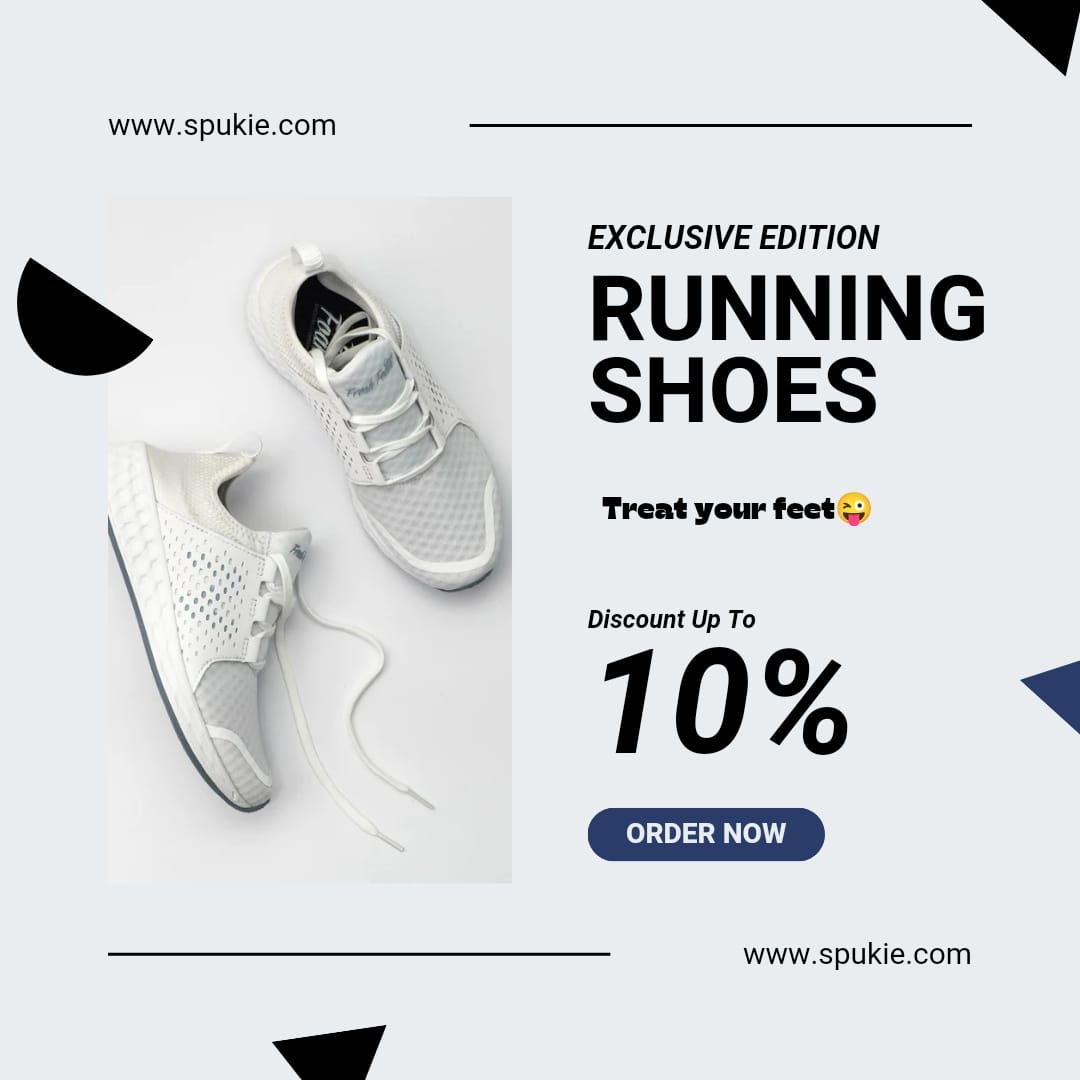 www.spukie.com
EXCLUSIVE EDITION
RUNNING
SHOES
Treat your feet😜
Discount Up To
10%
ORDER NOW
www.spukie.com